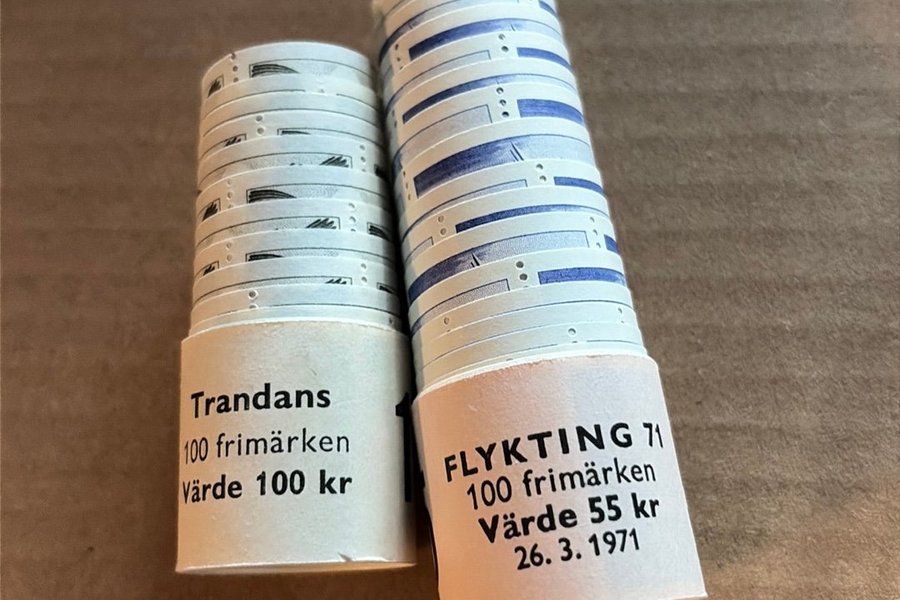 Trandans
100 frimärken
Värde 100 kr
FLYKTING 71
100 frimärken
Värde 55 kr
26. 3. 1971